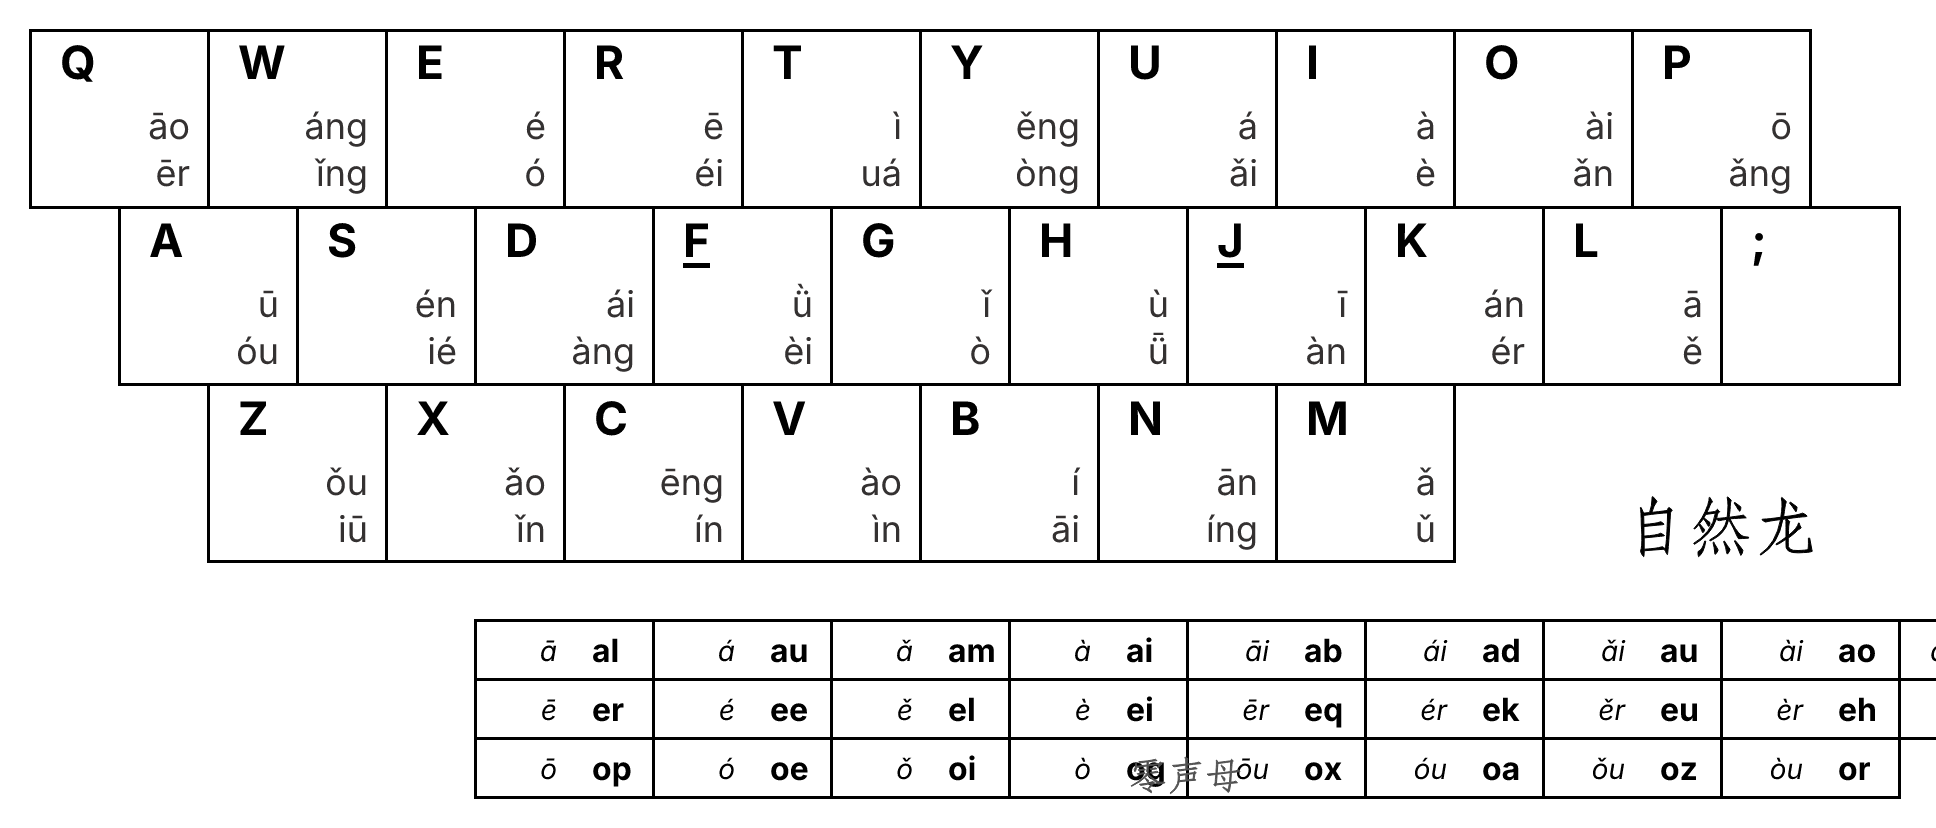 Q W E R T Y U I O P
āo áng é ē ì ěng á à ài ō
ēr ǐng ó éi uá òng ǎi è ǎn ǎng
A S D F G H J K L ;
ū én ái ǜ ǐ ù ī án ā
óu ié àng èi ò ǖ àn ér ě
Z X C V B N M
ǒu ǎo ēng ào í ān ǎ
iū ǐn ín ìn āi íng ǔ
自然龙
ā al á au ǎ am à ai āi ab ái ad ǎi au ài ao
ē er é ee ě el è ei ēr eq ér ek ěr eu èr eh
ō op ó oe ǒ oi ò og ōu ox óu oa ǒu oz òu or
零声母